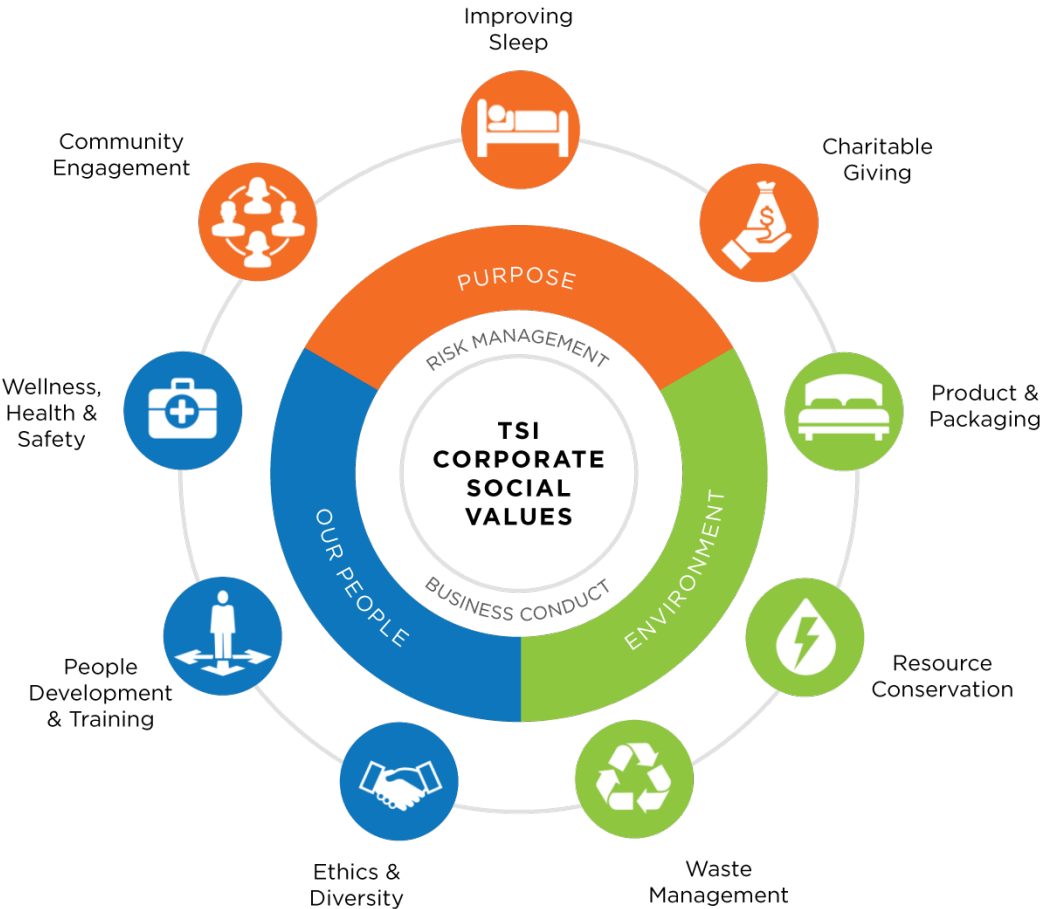 Improving
Sleep
Community
Engagement
Charitable
Giving
PURPOSE
RISK MANAGEMENT
Wellness,
Health &
Safety
Product &
Packaging
TSI
CORPORATE
SOCIAL
VALUES
OUR PEOPLE
ENVIRONMENT
BUSINESS CONDUCT
People
Development
& Training
Resource
Conservation
Ethics &
Diversity
Waste
Management
$